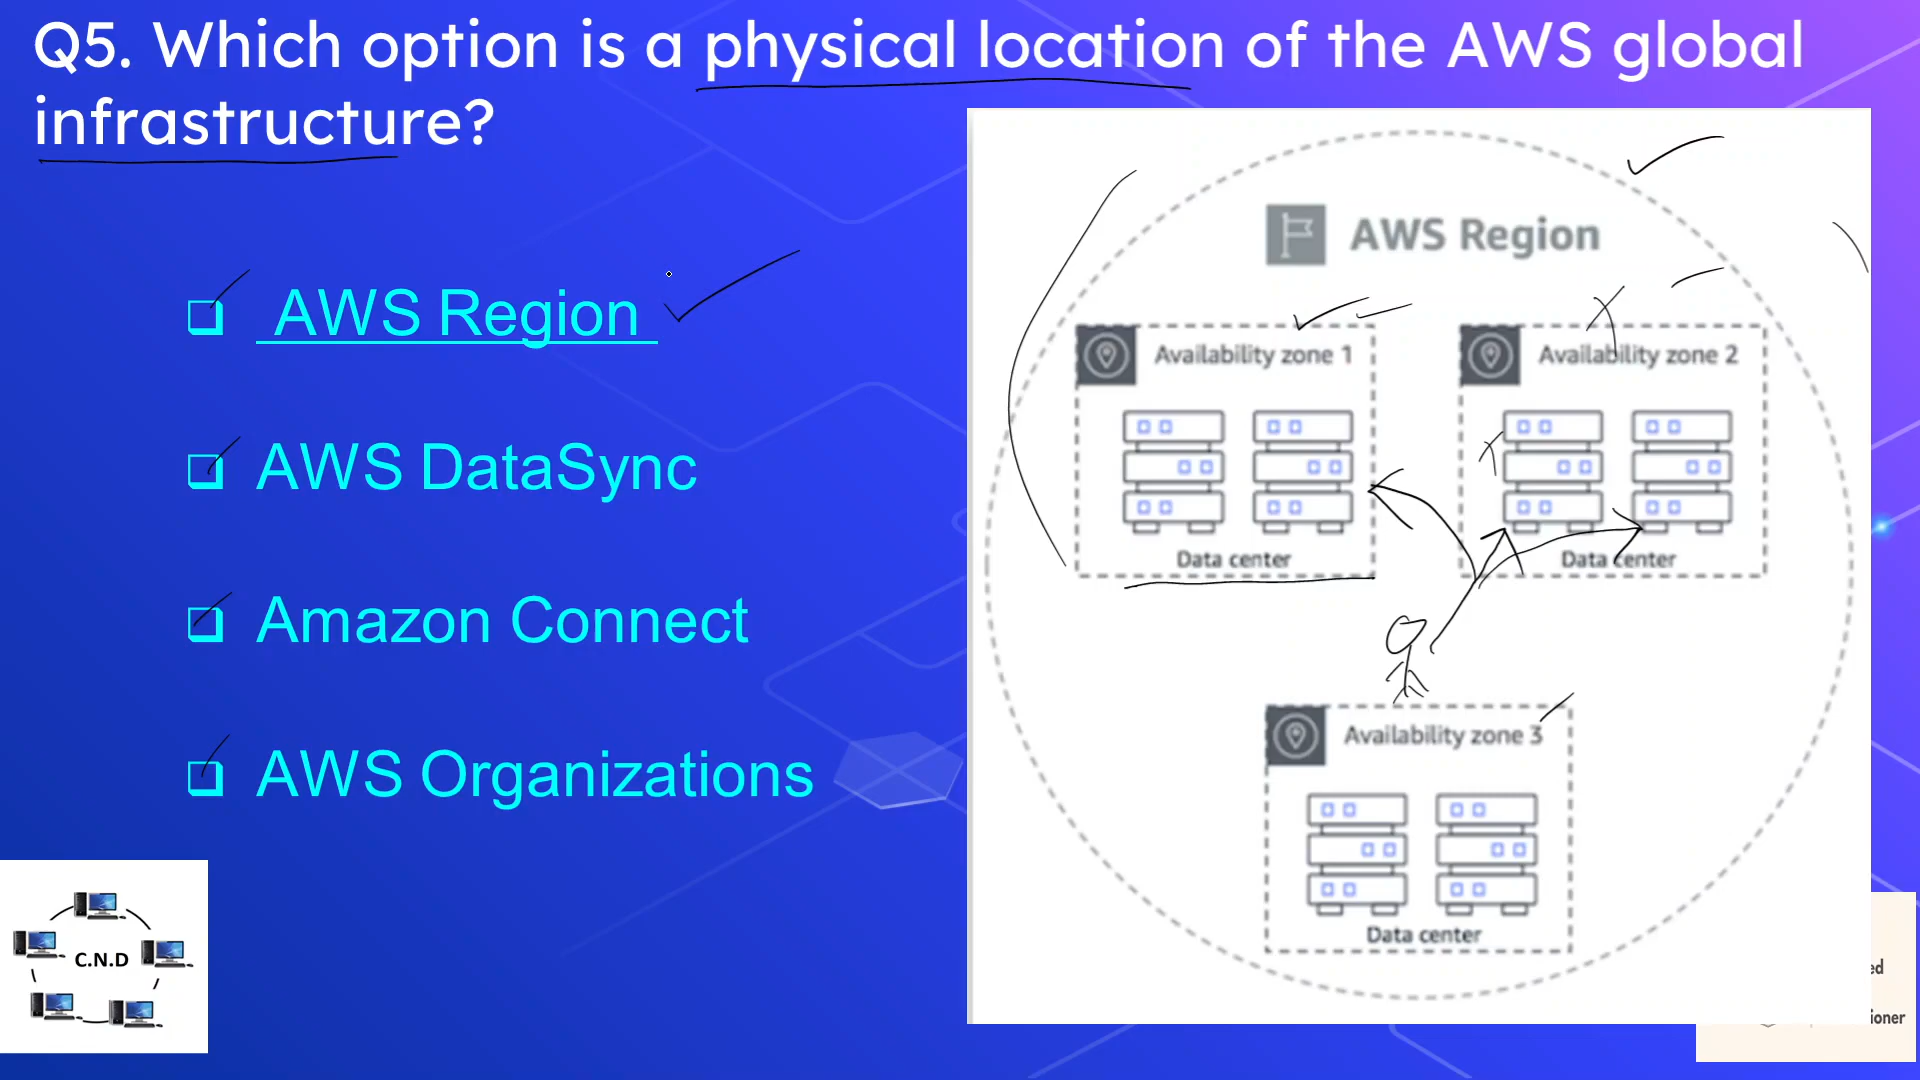 Q5. Which option is a physical location of the AWS global
infrastructure?
AWS Region
AWS DataSync
Amazon Connect
AWS Organizations
AWS Region
Availability zone 1
Data center
Availability zone 2
Data center
Availability zone 3
Data center
C.N.D